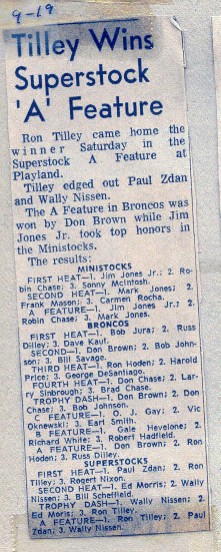 9-19
Tilley Wins
Superstock
'A' Feature
Ron Tilley came home the
winner Saturday in the
Superstock A Feature at
Playland.
Tilley edged out Paul Zdan
and Wally Nissen.
The A Feature in Broncos was
won by Don Brown while Jim
Jones Jr. took top honors in
the Ministocks.
The results:
MINISTOCKS
FIRST HEAT—1. Jim Jones Jr.; 2. Ro-
bin Chase; 3. Sonny McIntosh.
SECOND HEAT—1. Mark Jones; 2.
Frank Mason; 3. Carmen Rocha.
A FEATURE—1. Jim Jones Jr.; 2.
Robin Chase; 3. Mark Jones.
BRONCOS
FIRST HEAT—1. Bob Jura; 2. Russ
Dilley; 3. Dave Kauf.
SECOND—1. Don Brown; 2. Bob John-
son; 3. Bill Savage.
THIRD HEAT—1. Ron Hoden; 2. Harold
Price; 3. George DeSantiago.
FOURTH HEAT—1. Don Chase; 2. Lar-
ry Sinbrough; 3. Brad Chase.
TROPHY DASH—1. Don Brown; 2. Don
Chase; 3. Bob Johnson.
C FEATURE—1. O. J. Gay; 2. Vic
Oknewski; 3. Earl Smith.
B FEATURE—1. Gale Hevelone; 2.
Richard White; 3. Robert Hadfield.
A FEATURE—1. Don Brown; 2. Ron
Hoden; 3. Russ Dilley.
SUPERSTOCKS
FIRST HEAT—1. Paul Zdan; 2. Ron
Tilley; 3. Rogert Nixon.
SECOND HEAT—1. Ed Morris; 2. Wally
Nissen; 3. Bill Scheffield.
TROPHY DASH—1. Wally Nissen; 2.
Ed Moris; 3. Ron Tilley.
A FEATURE—1. Ron Tilley; 2. Paul
Zdan; 3. Wally Nissen.